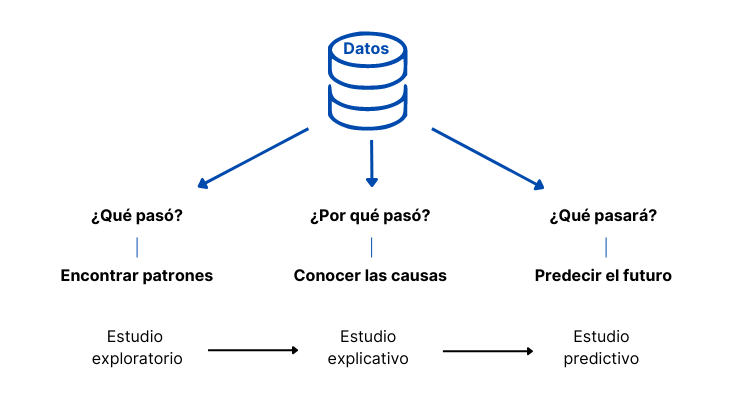 Datos
¿Qué pasó?
¿Por qué pasó?
¿Qué pasará?
Encontrar patrones
Conocer las causas
Predecir el futuro
Estudio
exploratorio
Estudio
explicativo
Estudio
predictivo